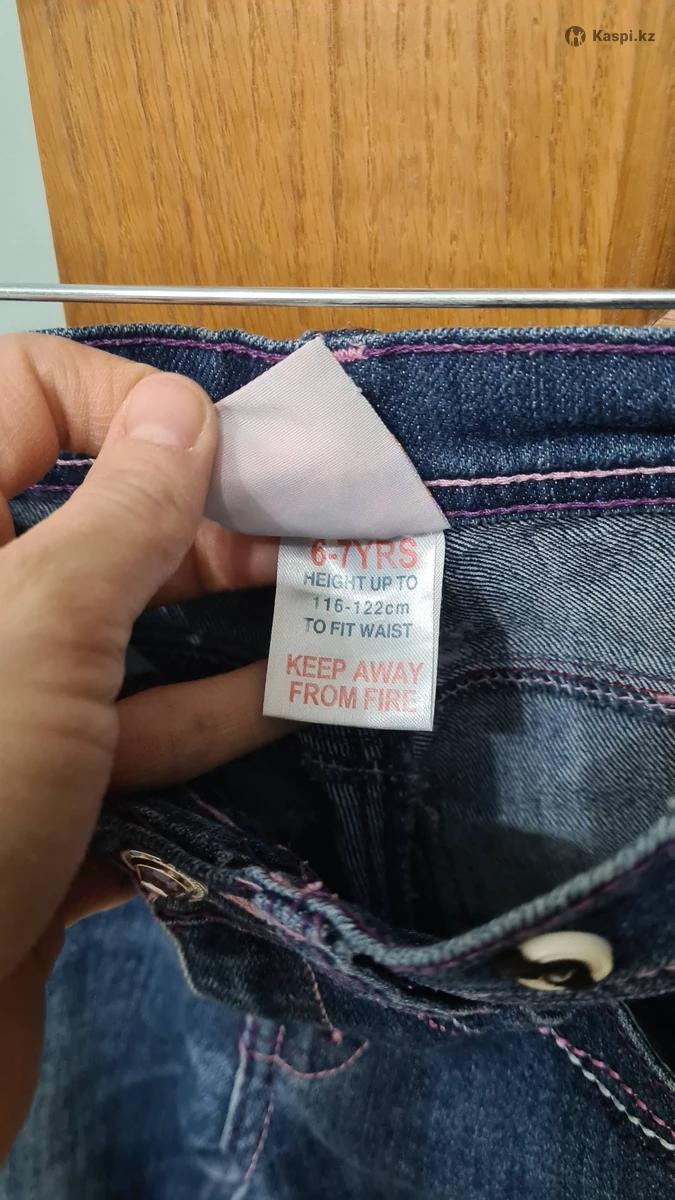 Kaspi.kz
6-7YRS
HEIGHT UP TO
116-122cm
TO FIT WAIST
KEEP AWAY
FROM FIRE